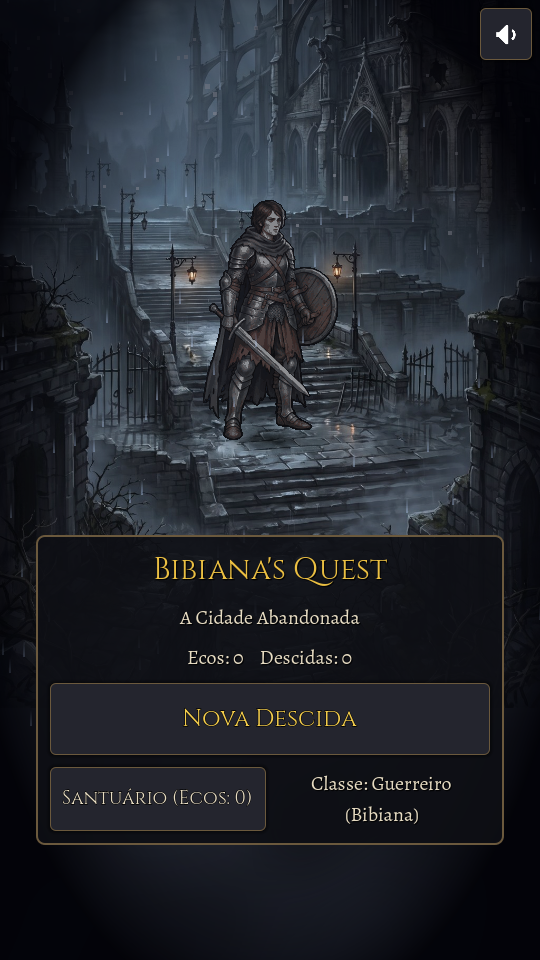 Bibiana's Quest
A Cidade Abandonada
Ecos: 0 Descidas: 0
Nova Descida
Santuário (Ecos: 0)
Classe: Guerreiro
(Bibiana)